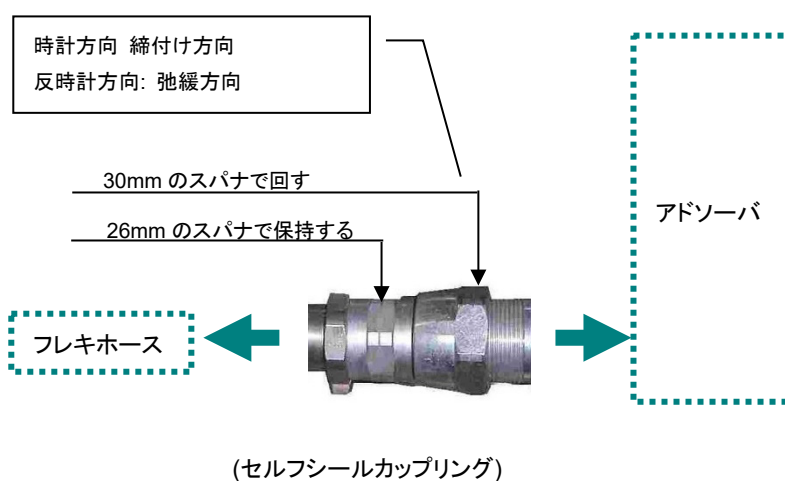 時計方向 締付け方向
反時計方向: 弛緩方向
30mm のスパナで回す
26mm のスパナで保持する
アドソーバ
フレキホース
(セルフシールカップリング)